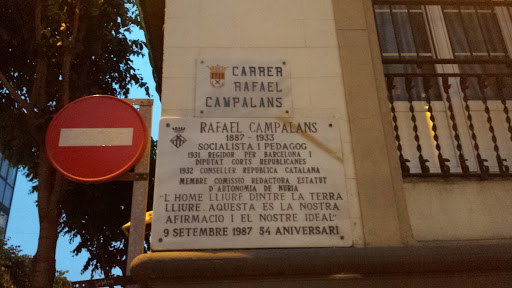 CARRER
RAFAEL
CAMPALANS
RAFAEL CAMPALANS
1887 - 1933
SOCIALISTA I PEDAGOG
1931 REGIDOR PER BARCELONA I
DIPUTAT CORTS REPUBLICANES
1932 CONSELLER REPUBLICA CATALANA
MEMBRE COMISSIO REDACTORA ESTATUT
D'AUTONOMIA DE NURIA
"L'HOME LLIURE DINTRE LA TERRA
LLIURE. AQUESTA ES LA NOSTRA
AFIRMACIO I EL NOSTRE IDEAL"
9 SETEMBRE 1987 54 ANIVERSARI